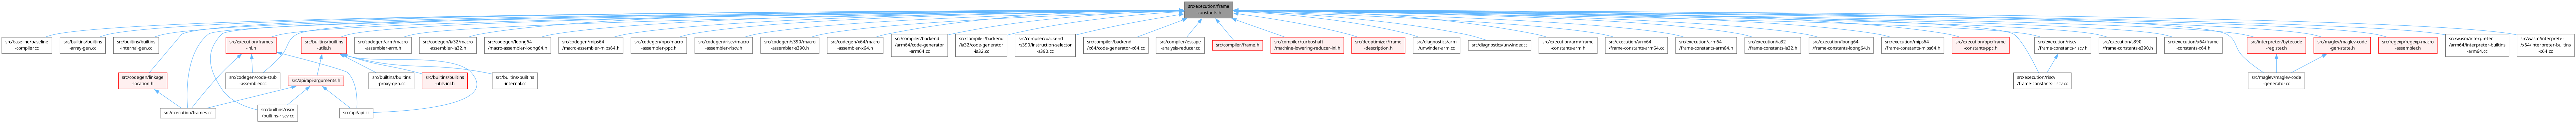 src/execution/frame
-constants.h
src/baseline/baseline
-compiler.cc
src/builtins/builtins
-array-gen.cc
src/builtins/builtins
-internal-gen.cc
src/execution/frames
-inl.h
src/builtins/builtins
-utils.h
src/codegen/arm/macro
-assembler-arm.h
src/codegen/ia32/macro
-assembler-ia32.h
src/codegen/loong64
/macro-assembler-loong64.h
src/codegen/mips64
/macro-assembler-mips64.h
src/codegen/ppc/macro
-assembler-ppc.h
src/codegen/riscv/macro
-assembler-riscv.h
src/codegen/s390/macro
-assembler-s390.h
src/codegen/x64/macro
-assembler-x64.h
src/compiler/backend
/arm64/code-generator
-arm64.cc
src/compiler/backend
/ia32/code-generator
-ia32.cc
src/compiler/backend
/s390/instruction-selector
-s390.cc
src/compiler/backend
/x64/code-generator-x64.cc
src/compiler/escape
-analysis-reducer.cc
src/compiler/frame.h
src/compiler/turboshaft
/machine-lowering-reducer-inl.h
src/deoptimizer/frame
-description.h
src/diagnostics/arm
/unwinder-arm.cc
src/diagnostics/unwinder.cc
src/execution/arm/frame
-constants-arm.h
src/execution/arm64
/frame-constants-arm64.cc
src/execution/arm64
/frame-constants-arm64.h
src/execution/ia32
/frame-constants-ia32.h
src/execution/loong64
/frame-constants-loong64.h
src/execution/mips64
/frame-constants-mips64.h
src/execution/ppc/frame
-constants-ppc.h
src/execution/riscv
/frame-constants-riscv.h
src/execution/s390
/frame-constants-s390.h
src/execution/x64/frame
-constants-x64.h
src/interpreter/bytecode
-register.h
src/maglev/maglev-code
-gen-state.h
src/regexp/regexp-macro
-assembler.h
src/wasm/interpreter
/arm64/interpreter-builtins
-arm64.cc
src/wasm/interpreter
/x64/interpreter-builtins
-x64.cc
src/codegen/linkage
-location.h
src/codegen/code-stub
-assembler.cc
src/api/api-arguments.h
src/builtins/builtins
-proxy-gen.cc
src/builtins/builtins
-utils-inl.h
src/builtins/builtins
-internal.cc
src/execution/riscv
/frame-constants-riscv.cc
src/maglev/maglev-code
-generator.cc
src/execution/frames.cc
src/builtins/riscv
/builtins-riscv.cc
src/api/api.cc